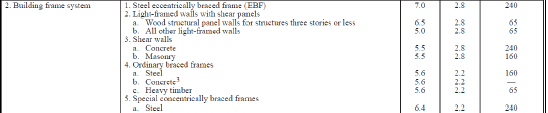 2. Building frame system 1. Steel eccentrically braced frame (EBF) 7.0 2.8 240
2. Light-framed walls with shear panels
a. Wood structural panel walls for structures three stories or less 6.5 2.8 65
b. All other light-framed walls 5.0 2.8 65
3. Shear walls
a. Concrete 5.5 2.8 240
b. Masonry 5.5 2.8 160
4. Ordinary braced frames
a. Steel 5.6 2.2 160
b. Concrete³ 5.6 2.2 —
c. Heavy timber 5.6 2.2 65
5. Special concentrically braced frames
a. Steel 6.4 2.2 240